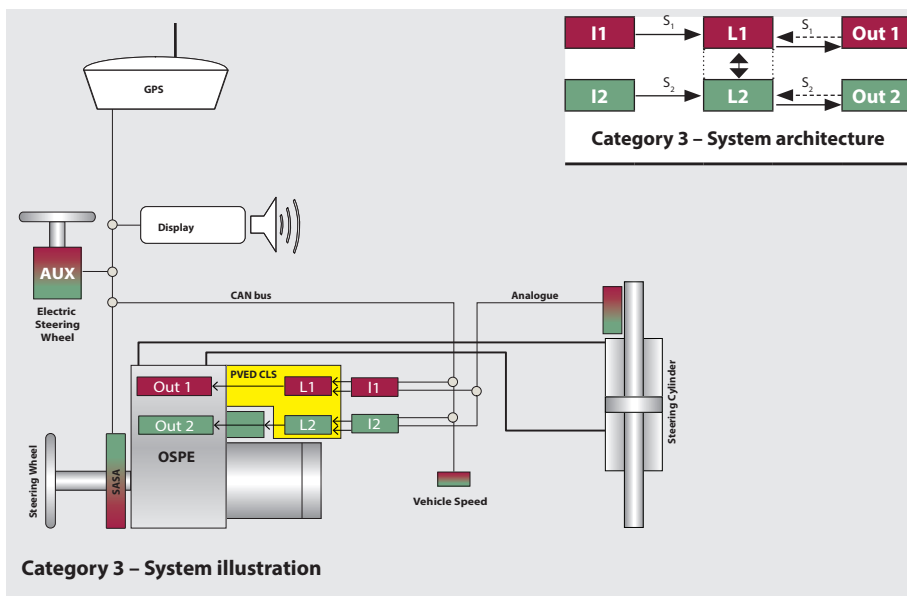 I1
S1
L1
S1
Out 1
I2
S2
L2
S2
Out 2
Category 3 – System architecture
GPS
Display
AUX
Electric
Steering
Wheel
CAN bus
Analogue
PVED CLS
Out 1
L1
I1
Out 2
L2
I2
OSPE
Steering Wheel
SASA
Vehicle Speed
Steering Cylinder
Category 3 – System illustration